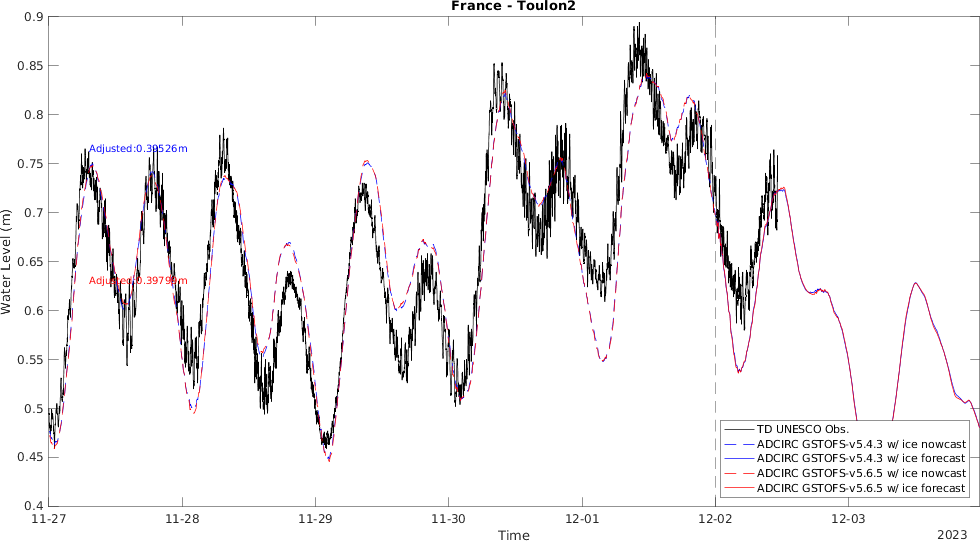 France - Toulon2
0.9
0.85
0.8
0.75
0.7
0.65
0.6
0.55
0.5
0.45
0.4
Water Level (m)
Adjusted:0.39526m
TD UNESCO Obs.
ADCIRC GSTOFS-v5.4.3 w/ ice nowcast
ADCIRC GSTOFS-v5.4.3 w/ ice forecast
ADCIRC GSTOFS-v5.6.5 w/ ice nowcast
ADCIRC GSTOFS-v5.6.5 w/ ice forecast
11-27
11-28
11-29
11-30
12-01
12-02
12-03
Time
2023